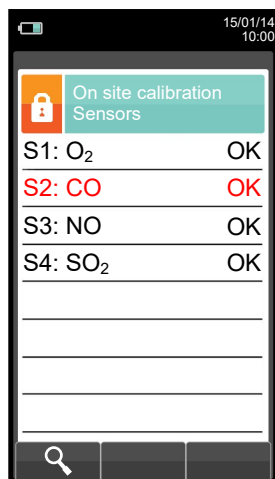 15/01/14
10:00
On site calibration
Sensors
S1: O₂ OK
S2: CO OK
S3: NO OK
S4: SO₂ OK